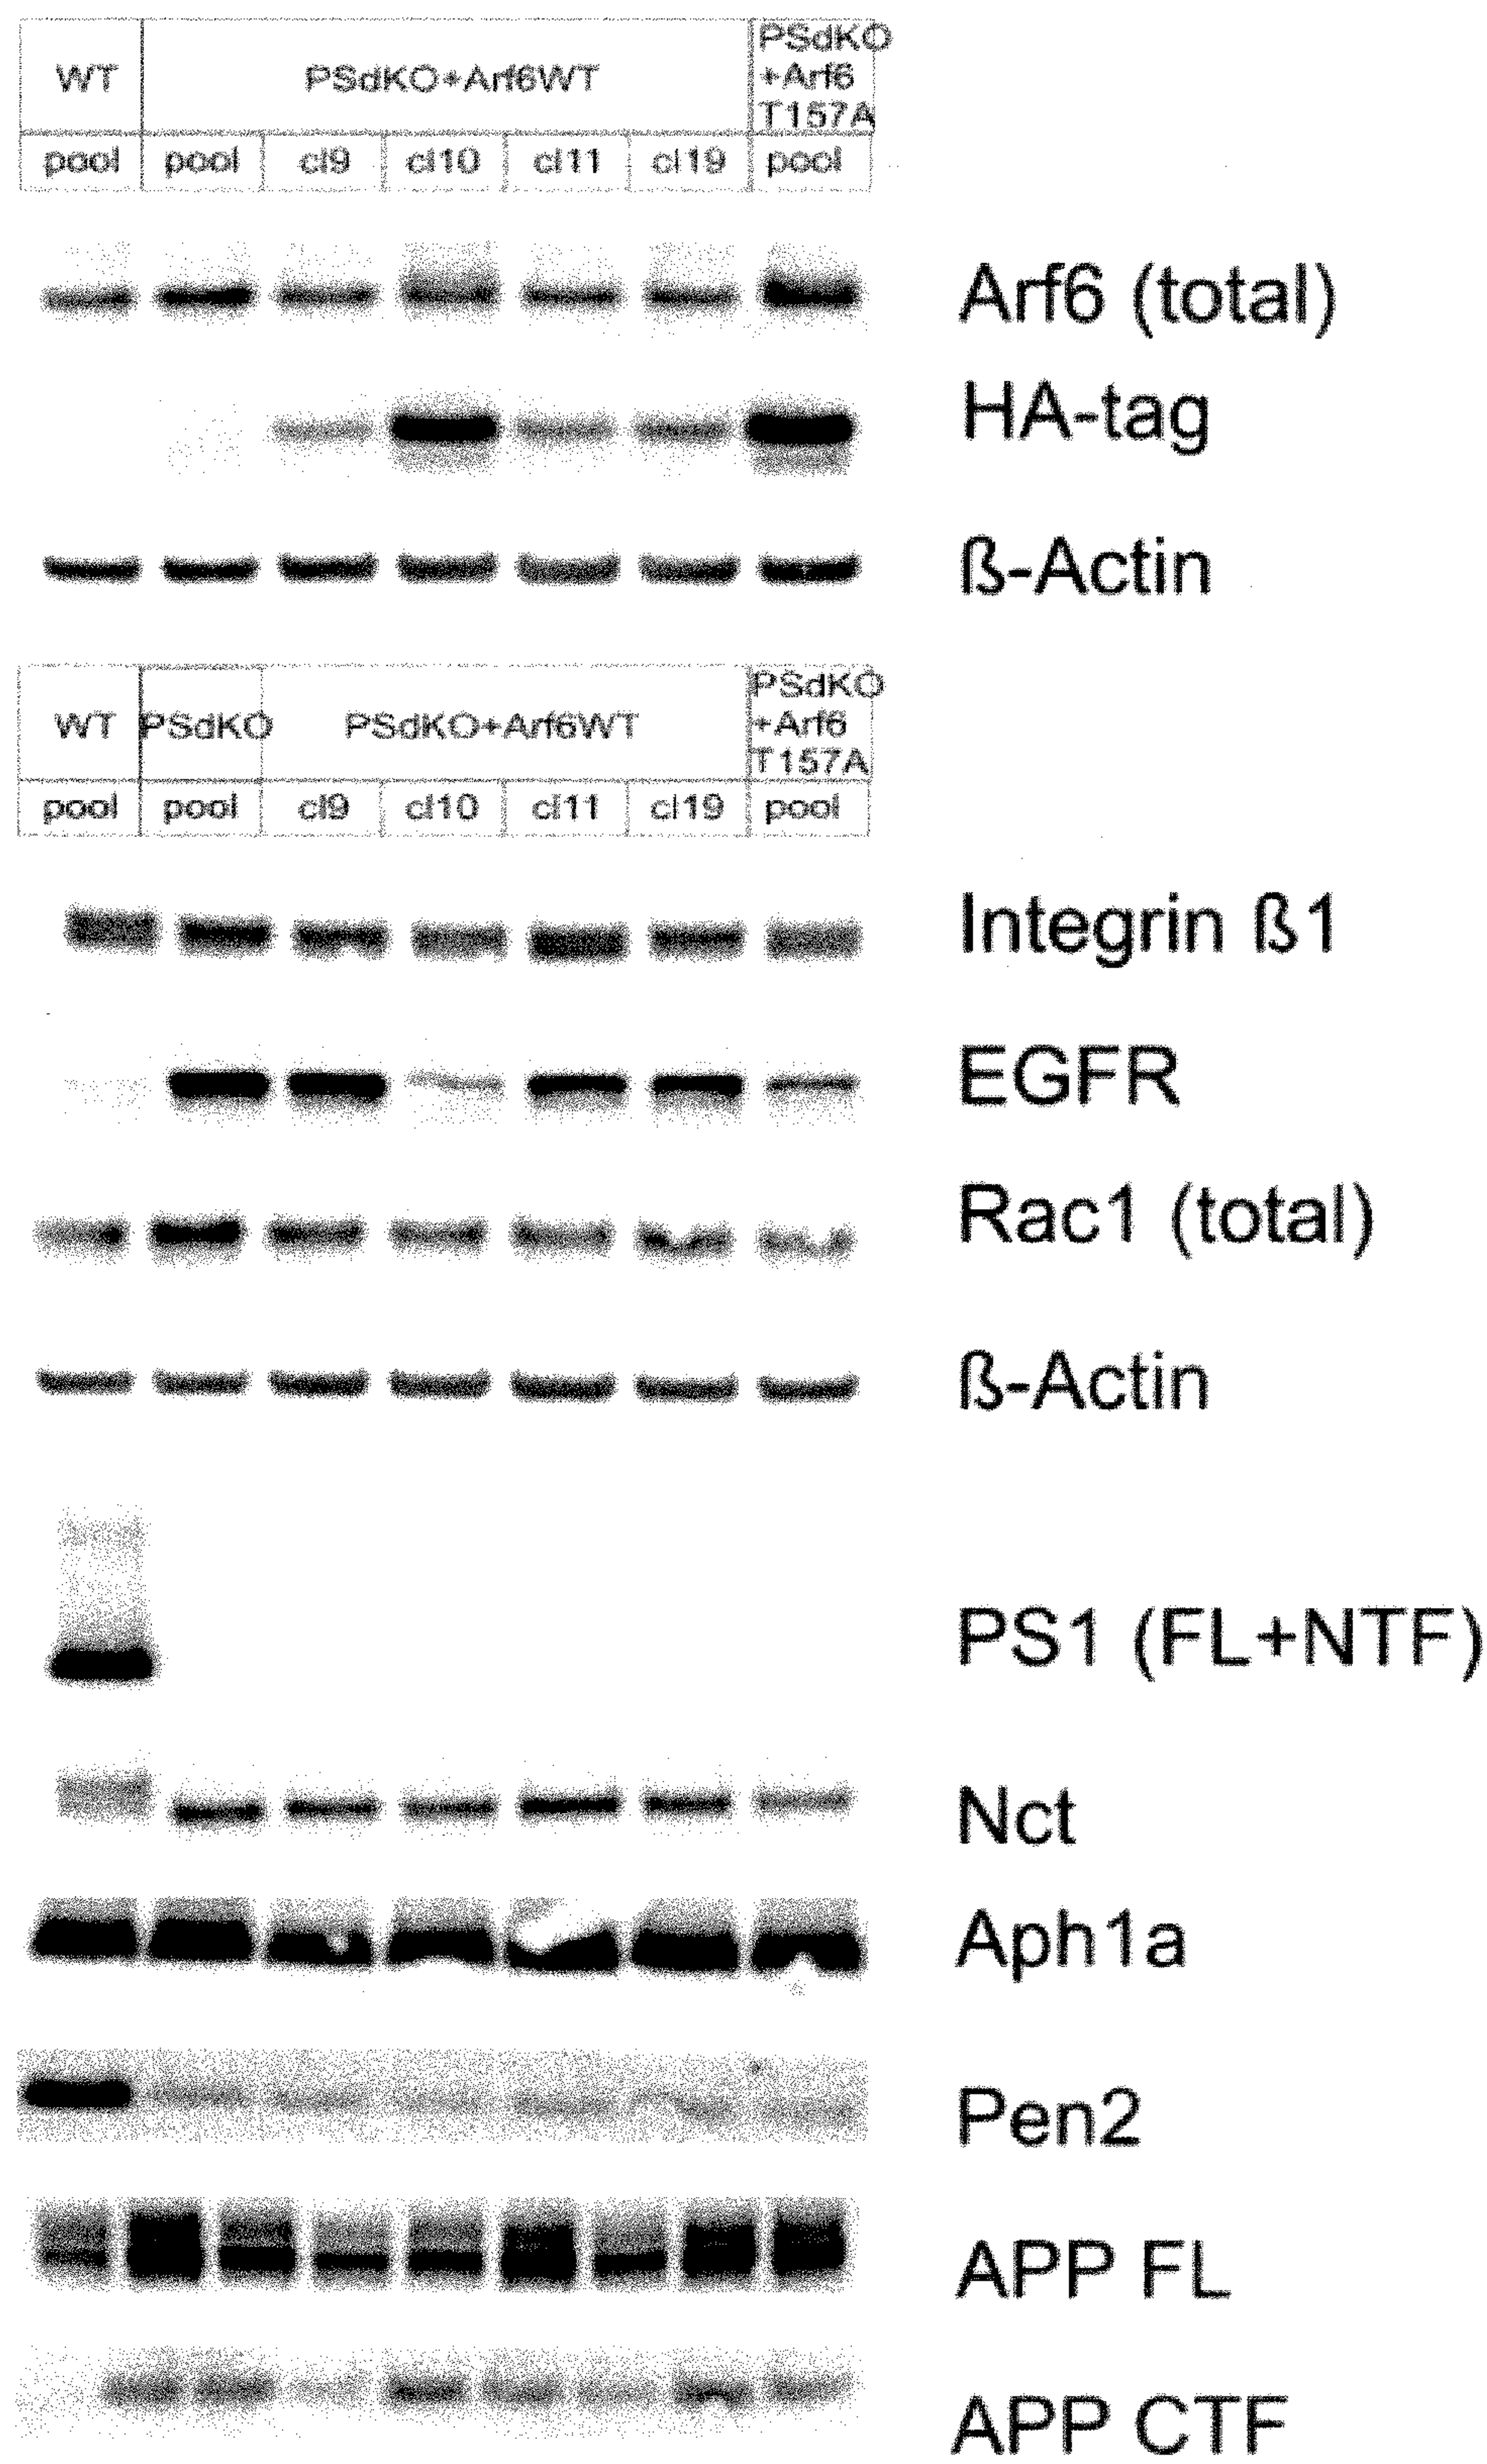 WT PSdKO+Arf6WT PSdKO
+Arf6
T157A
pool pool cl9 cl10 cl11 cl19 pool
Arf6 (total)
HA-tag
ß-Actin
WT PSdKO PSdKO+Arf6WT PSdKO
+Arf6
T157A
pool pool cl9 cl10 cl11 cl19 pool
Integrin ß1
EGFR
Rac1 (total)
ß-Actin
PS1 (FL+NTF)
Nct
Aph1a
Pen2
APP FL
APP CTF